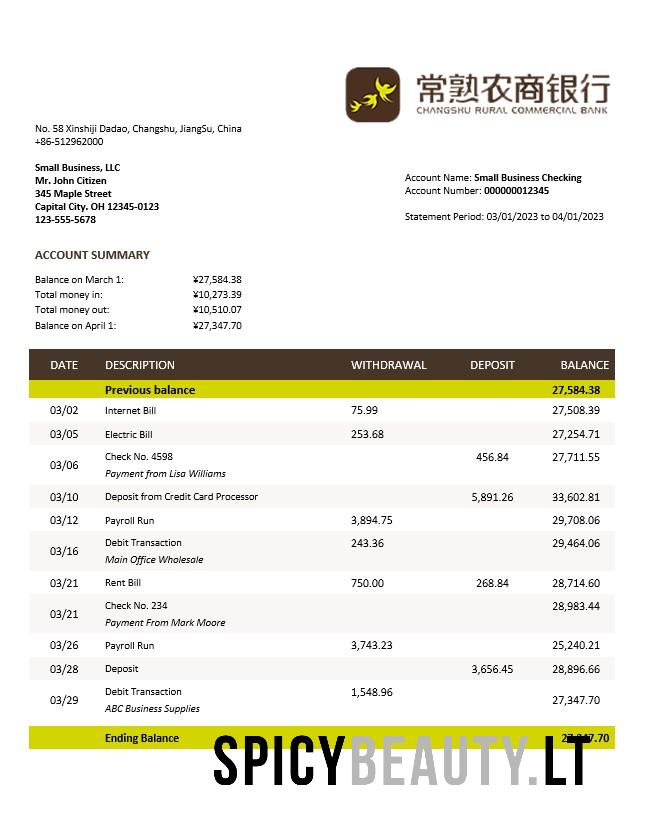 常熟农商银行
CHANGSHU RURAL COMMERCIAL BANK
No. 58 Xinshiji Dadao, Changshu, JiangSu, China
+86-512962000
Small Business, LLC
Mr. John Citizen
345 Maple Street
Capital City. OH 12345-0123
123-555-5678
Account Name: Small Business Checking
Account Number: 000000012345
Statement Period: 03/01/2023 to 04/01/2023
ACCOUNT SUMMARY
Balance on March 1: ¥27,584.38
Total money in: ¥10,273.39
Total money out: ¥10,510.07
Balance on April 1: ¥27,347.70
DATE DESCRIPTION WITHDRAWAL DEPOSIT BALANCE
Previous balance 27,584.38
03/02 Internet Bill 75.99 27,508.39
03/05 Electric Bill 253.68 27,254.71
03/06 Check No. 4598 456.84 27,711.55
Payment from Lisa Williams
03/10 Deposit from Credit Card Processor 5,891.26 33,602.81
03/12 Payroll Run 3,894.75 29,708.06
03/16 Debit Transaction 243.36 29,464.06
Main Office Wholesale
03/21 Rent Bill 750.00 268.84 28,714.60
03/21 Check No. 234 28,983.44
Payment From Mark Moore
03/26 Payroll Run 3,743.23 25,240.21
03/28 Deposit 3,656.45 28,896.66
03/29 Debit Transaction 1,548.96 27,347.70
ABC Business Supplies
Ending Balance
SPICYBEAUTY.LT